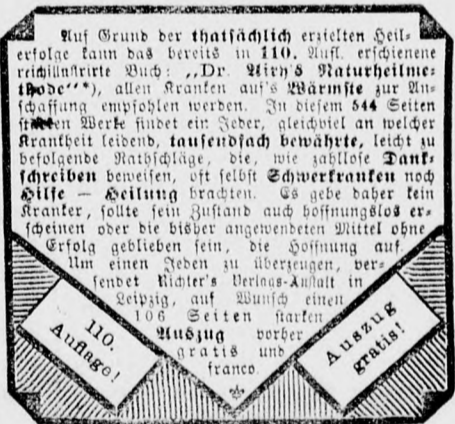 Auf Grund der thatsächlich erzielten Heil-
erfolge kann das bereits in 110. Aufl. erschienene
reichillustrirte Buch: „Dr. Airy's Naturheilme-
thode“*), allen Kranken auf's Wärmste zur An-
schaffung empfohlen werden. In diesem 544 Seiten
starken Werke findet ein Jeder, gleichviel an welcher
Krankheit leidend, tausendfach bewährte, leicht zu
befolgende Rathschläge, die, wie zahllose Dank-
schreiben beweisen, oft selbst Schwerkranken noch
Hilfe — Heilung brachten. Es gebe daher kein
Kranker, sollte sein Zustand auch hoffnungslos er-
scheinen oder die bisher angewendeten Mittel ohne
Erfolg geblieben sein, die Hoffnung auf.
Um einen Jeden zu überzeugen, ver-
sendet Richter's Verlags-Anstalt in
Leipzig, auf Wunsch einen
106 Seiten starken
Auszug vorher
gratis und
franco.
110.
Auflage!
Auszug
gratis!